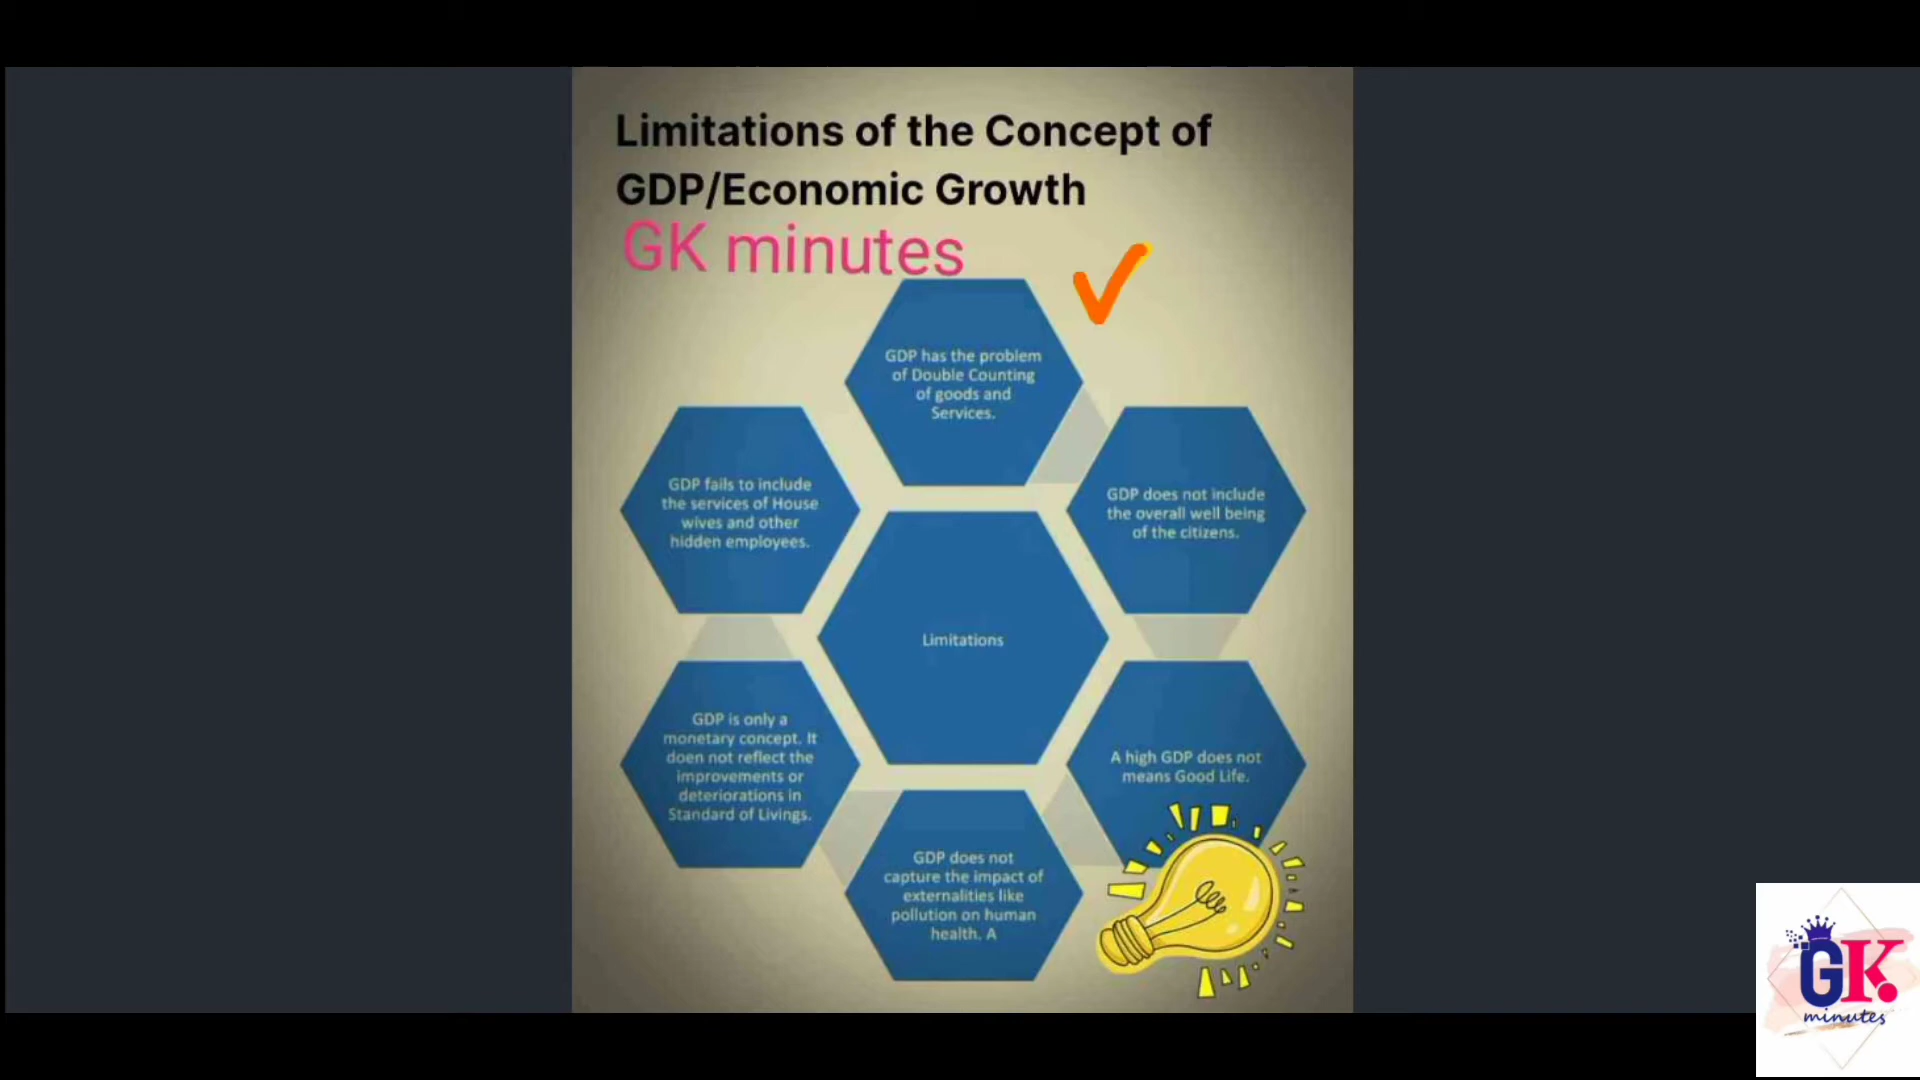 Limitations of the Concept of
GDP/Economic Growth
GK minutes
GDP has the problem
of Double Counting
of goods and
Services.
GDP does not include
the overall well being
of the citizens.
A high GDP does not
means Good Life.
GDP does not
capture the impact of
externalities like
pollution on human
health. A
GDP is only a
monetary concept. It
doen not reflect the
improvements or
deteriorations in
Standard of Livings.
GDP fails to include
the services of House
wives and other
hidden employees.
Limitations
GK
minutes